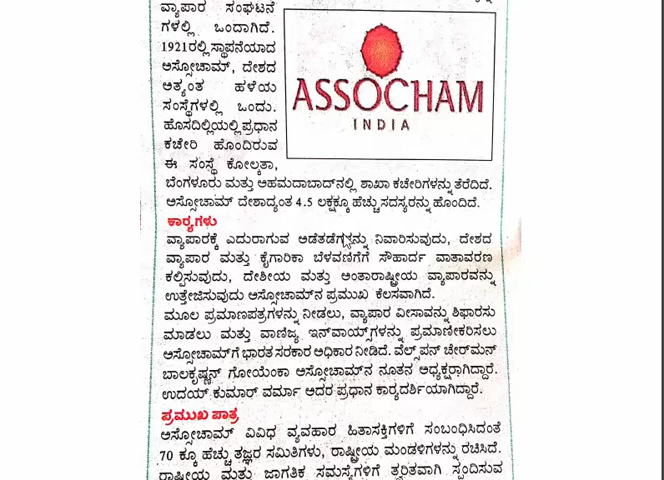 ವ್ಯಾಪಾರ ಸಂಘಟನೆ
ಗಳಲ್ಲಿ ಒಂದಾಗಿದೆ.
1921ರಲ್ಲಿ ಸ್ಥಾಪನೆಯಾದ
ಅಸ್ಸೋಚಾಮ್, ದೇಶದ
ಅತ್ಯಂತ ಹಳೆಯ
ಸಂಸ್ಥೆಗಳಲ್ಲಿ ಒಂದು.
ಹೊಸದಿಲ್ಲಿಯಲ್ಲಿ ಪ್ರಧಾನ
ಕಚೇರಿ ಹೊಂದಿರುವ
ಈ ಸಂಸ್ಥೆ ಕೋಲ್ಕತಾ,
ASSOCHAM
INDIA
ಬೆಂಗಳೂರು ಮತ್ತು ಅಹಮದಾಬಾದ್‌ನಲ್ಲಿ ಶಾಖಾ ಕಚೇರಿಗಳನ್ನು ತೆರೆದಿದೆ.
ಅಸ್ಸೋಚಾಮ್ ದೇಶಾದ್ಯಂತ 4.5 ಲಕ್ಷಕ್ಕೂ ಹೆಚ್ಚು ಸದಸ್ಯರನ್ನು ಹೊಂದಿದೆ.
ಕಾರ‍್ಯಗಳು
ವ್ಯಾಪಾರಕ್ಕೆ ಎದುರಾಗುವ ಅಡೆತಡೆಗಳ್ನನ್ನು ನಿವಾರಿಸುವುದು, ದೇಶದ
ವ್ಯಾಪಾರ ಮತ್ತು ಕೈಗಾರಿಕಾ ಬೆಳವಣಿಗೆಗೆ ಸೌಹಾರ್ದ ವಾತಾವರಣ
ಕಲ್ಪಿಸುವುದು, ದೇಶೀಯ ಮತ್ತು ಅಂತಾರಾಷ್ಟ್ರೀಯ ವ್ಯಾಪಾರವನ್ನು
ಉತ್ತೇಜಿಸುವುದು ಅಸ್ಸೋಚಾಮ್‌ನ ಪ್ರಮುಖ ಕೆಲಸವಾಗಿದೆ.
ಮೂಲ ಪ್ರಮಾಣಪತ್ರಗಳನ್ನು ನೀಡಲು, ವ್ಯಾಪಾರ ವೀಸಾವನ್ನು ಶಿಫಾರಸು
ಮಾಡಲು ಮತ್ತು ವಾಣಿಜ್ಯ ಇನ್‌ವಾಯ್ಸ್‌ಗಳನ್ನು ಪ್ರಮಾಣೀಕರಿಸಲು
ಅಸ್ಸೋಚಾಮ್‌ಗೆ ಭಾರತ ಸರಕಾರ ಅಧಿಕಾರ ನೀಡಿದೆ. ವೆಲ್ಸ್‌ಪನ್ ಚೇರ್‌ಮನ್
ಬಾಲಕೃಷ್ಣನ್ ಗೋಯೆಂಕಾ ಅಸ್ಸೋಚಾಮ್‌ನ ನೂತನ ಅಧ್ಯಕ್ಷರಾಗಿದ್ದಾರೆ.
ಉದಯ್ ಕುಮಾರ್ ವರ್ಮಾ ಅದರ ಪ್ರಧಾನ ಕಾರ‍್ಯದರ್ಶಿಯಾಗಿದ್ದಾರೆ.
ಪ್ರಮುಖ ಪಾತ್ರ
ಅಸ್ಸೋಚಾಮ್ ವಿವಿಧ ವ್ಯವಹಾರ ಹಿತಾಸಕ್ತಿಗಳಿಗೆ ಸಂಬಂಧಿಸಿದಂತೆ
70 ಕ್ಕೂ ಹೆಚ್ಚು ತಜ್ಞರ ಸಮಿತಿಗಳು, ರಾಷ್ಟ್ರೀಯ ಮಂಡಳಿಗಳನ್ನು ರಚಿಸಿದೆ.
ರಾಷ್ಟ್ರೀಯ ಮತ್ತು ಜಾಗತಿಕ ಸಮಸ್ಯೆಗಳಿಗೆ ತ್ವರಿತವಾಗಿ ಸ್ಪಂದಿಸುವ